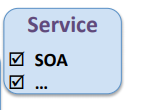 Service
☑ SOA
☑ ...